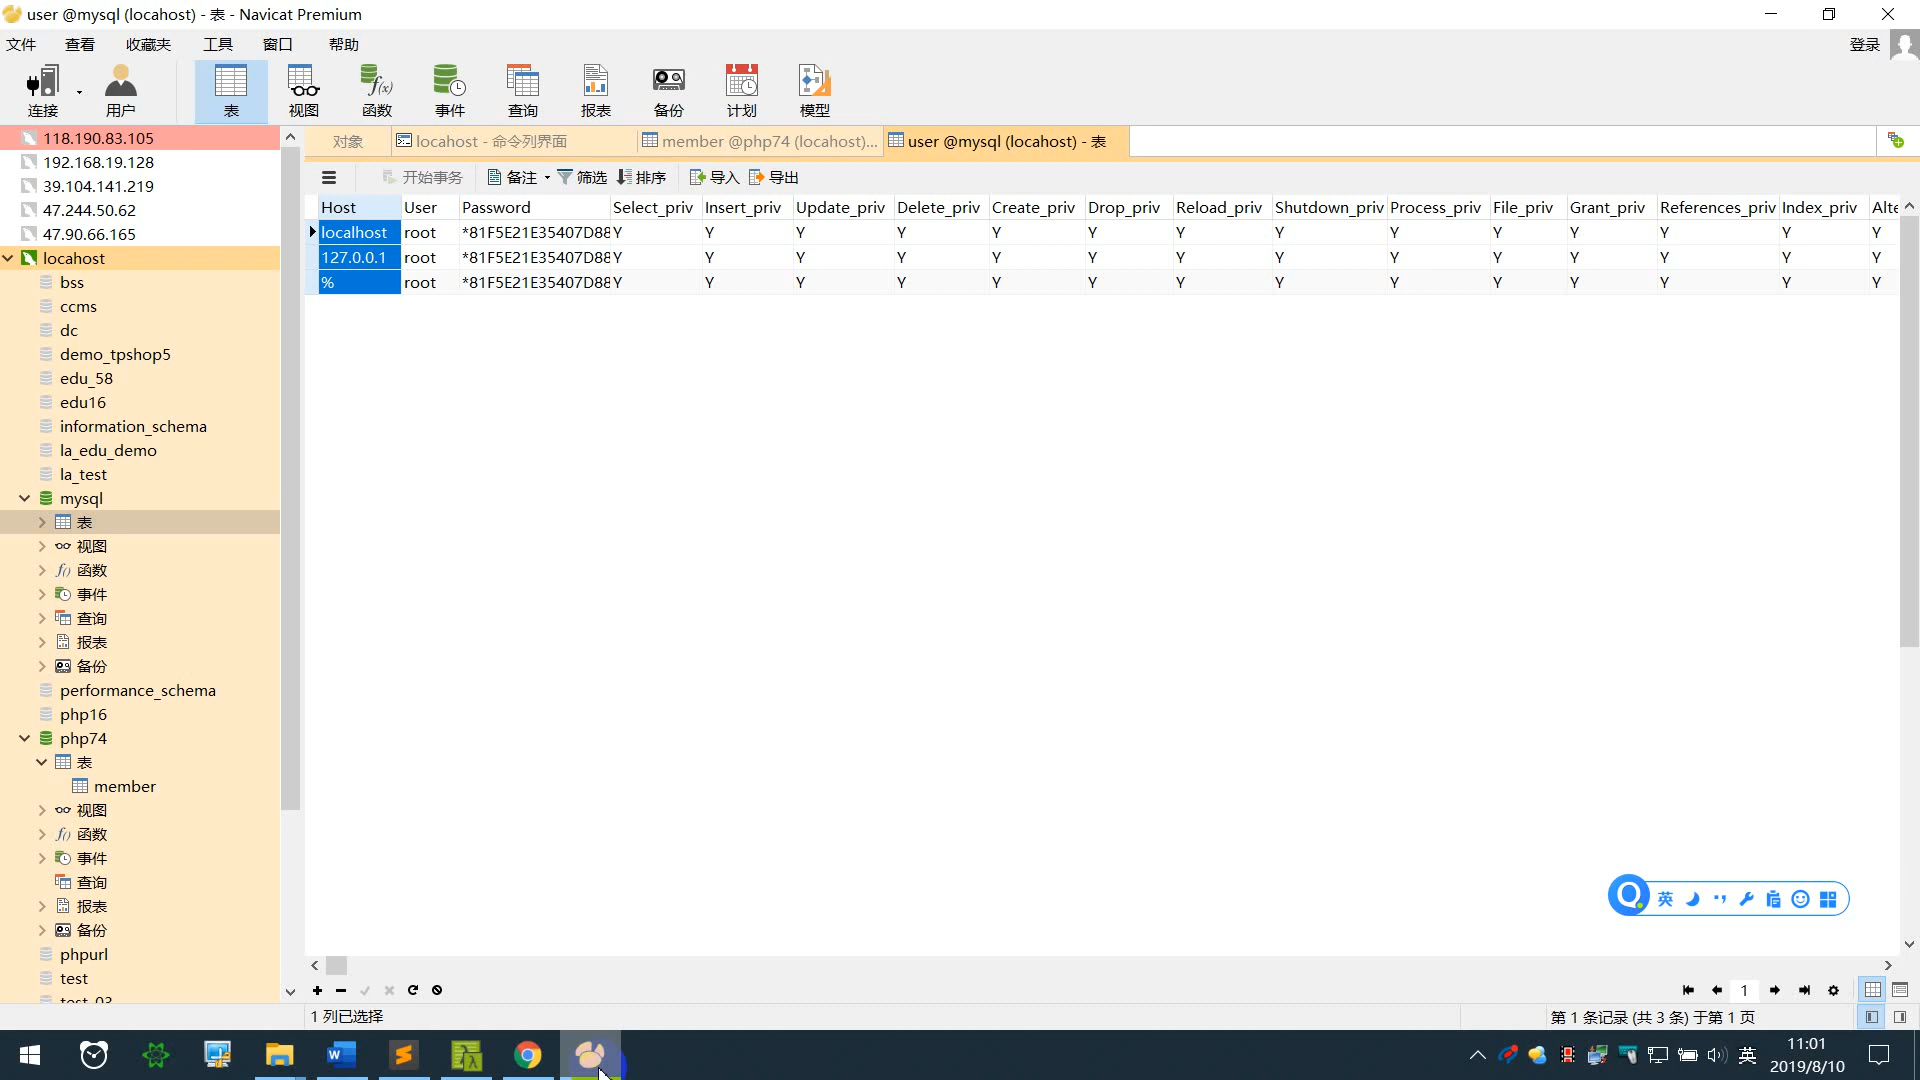 user @mysql (locahost) - 表 - Navicat Premium
文件 查看 收藏夹 工具 窗口 帮助 登录
连接 用户 表 视图 函数 事件 查询 报表 备份 计划 模型
118.190.83.105
192.168.19.128
39.104.141.219
47.244.50.62
47.90.66.165
locahost
bss
ccms
dc
demo_tpshop5
edu_58
edu16
information_schema
la_edu_demo
la_test
mysql
表
视图
函数
事件
查询
报表
备份
performance_schema
php16
php74
表
member
视图
函数
事件
查询
报表
备份
phpurl
test
test_03
对象 locahost - 命令列界面 member @php74 (locahost)... user @mysql (locahost) - 表
开始事务 备注 筛选 排序 导入 导出
Host User Password Select_priv Insert_priv Update_priv Delete_priv Create_priv Drop_priv Reload_priv Shutdown_priv Process_priv File_priv Grant_priv References_priv Index_priv Alte
localhost root *81F5E21E35407D88 Y Y Y Y Y Y Y Y Y Y Y Y Y Y
127.0.0.1 root *81F5E21E35407D88 Y Y Y Y Y Y Y Y Y Y Y Y Y Y
% root *81F5E21E35407D88 Y Y Y Y Y Y Y Y Y Y Y Y Y Y
英
1
1 列已选择 第 1 条记录 (共 3 条) 于第 1 页
英 11:01
2019/8/10